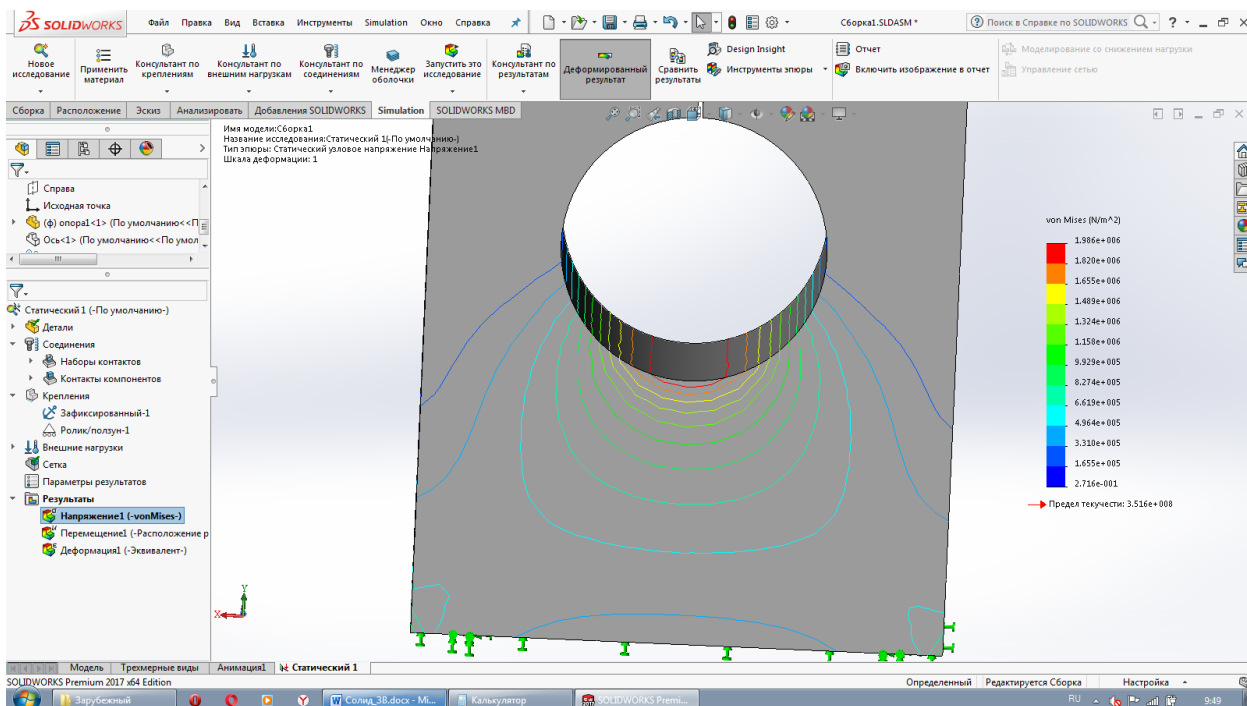 SOLIDWORKS
Файл Правка Вид Вставка Инструменты Simulation Окно Справка
Сборка1.SLDASM *
Поиск в Справке по SOLIDWORKS
Новое исследование
Применить материал
Консультант по креплениям
Консультант по внешним нагрузкам
Консультант по соединениям
Менеджер оболочки
Запустить это исследование
Консультант по результатам
Деформированный результат
Сравнить результаты
Design Insight
Инструменты эпюры
Отчет
Включить изображение в отчет
Моделирование со снижением нагрузки
Управление сетью
Сборка Расположение Эскиз Анализировать Добавления SOLIDWORKS Simulation SOLIDWORKS MBD
Имя модели:Сборка1
Название исследования:Статический 1(-По умолчанию-)
Тип эпюры: Статический узловое напряжение Напряжение1
Шкала деформации: 1
Справа
Исходная точка
(ф) опора1<1> (По умолчанию<<П
Ось<1> (По умолчанию<<По умол
Статический 1 (-По умолчанию-)
Детали
Соединения
Наборы контактов
Контакты компонентов
Крепления
Зафиксированный-1
Ролик/ползун-1
Внешние нагрузки
Сетка
Параметры результатов
Результаты
Напряжение1 (-vonMises-)
Перемещение1 (-Расположение р
Деформация1 (-Эквивалент-)
von Mises (N/m^2)
1.986e+006
1.820e+006
1.655e+006
1.489e+006
1.324e+006
1.158e+006
9.929e+005
8.274e+005
6.619e+005
4.964e+005
3.310e+005
1.655e+005
2.716e-001
Предел текучести: 3.516e+008
Y
X
Модель Трехмерные виды Анимация1 Статический 1
SOLIDWORKS Premium 2017 x64 Edition
Определенный Редактируется Сборка Настройка
Зарубежный
Солид_3В.docx - Mi...
Калькулятор
SOLIDWORKS Premi...
RU
9:49